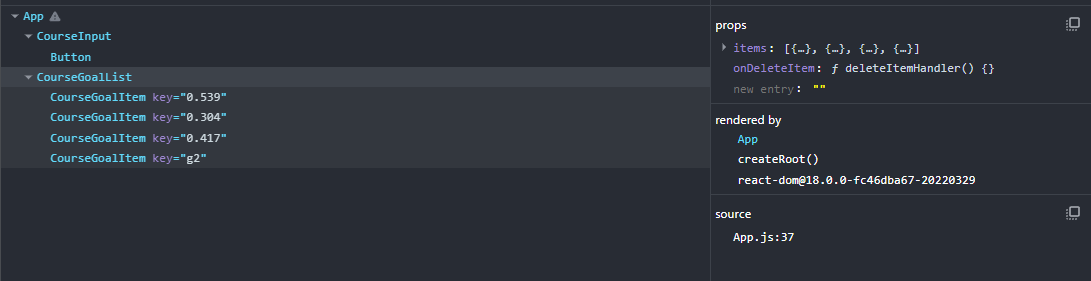 App
CourseInput
Button
CourseGoalList
CourseGoalItem key="0.539"
CourseGoalItem key="0.304"
CourseGoalItem key="0.417"
CourseGoalItem key="g2"
props
items: [{…}, {…}, {…}, {…}]
onDeleteItem: ƒ deleteItemHandler() {}
new entry: ""
rendered by
App
createRoot()
react-dom@18.0.0-fc46dba67-20220329
source
App.js:37